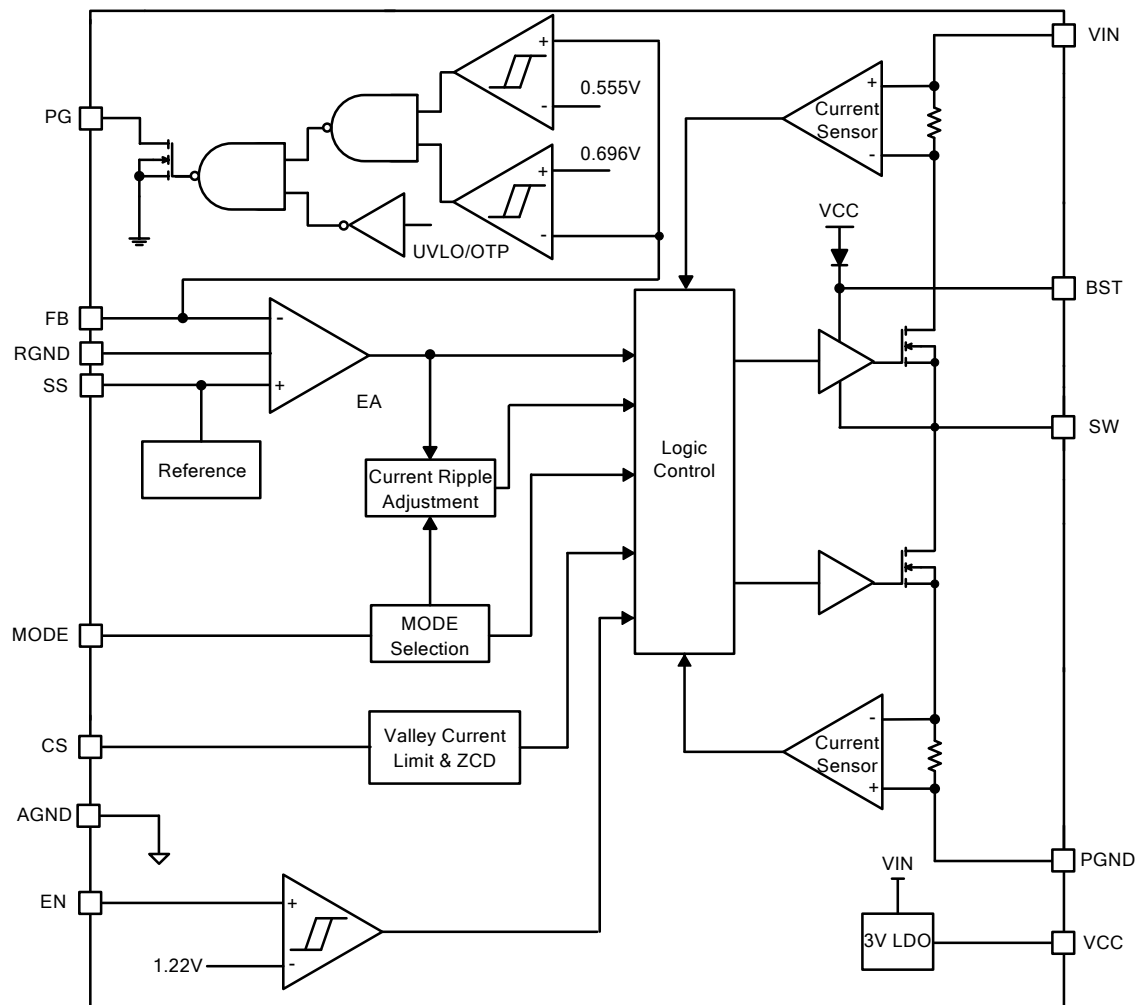 VIN
+
0.555V
-
PG
+
Current
Sensor
-
0.696V
+
-
VCC
UVLO/OTP
BST
FB
-
RGND
SS
+
EA
SW
Reference
Current Ripple
Adjustment
Logic
Control
MODE
MODE
Selection
CS
Valley Current
Limit & ZCD
-
Current
Sensor
+
AGND
PGND
VIN
EN
+
3V LDO
VCC
1.22V
-